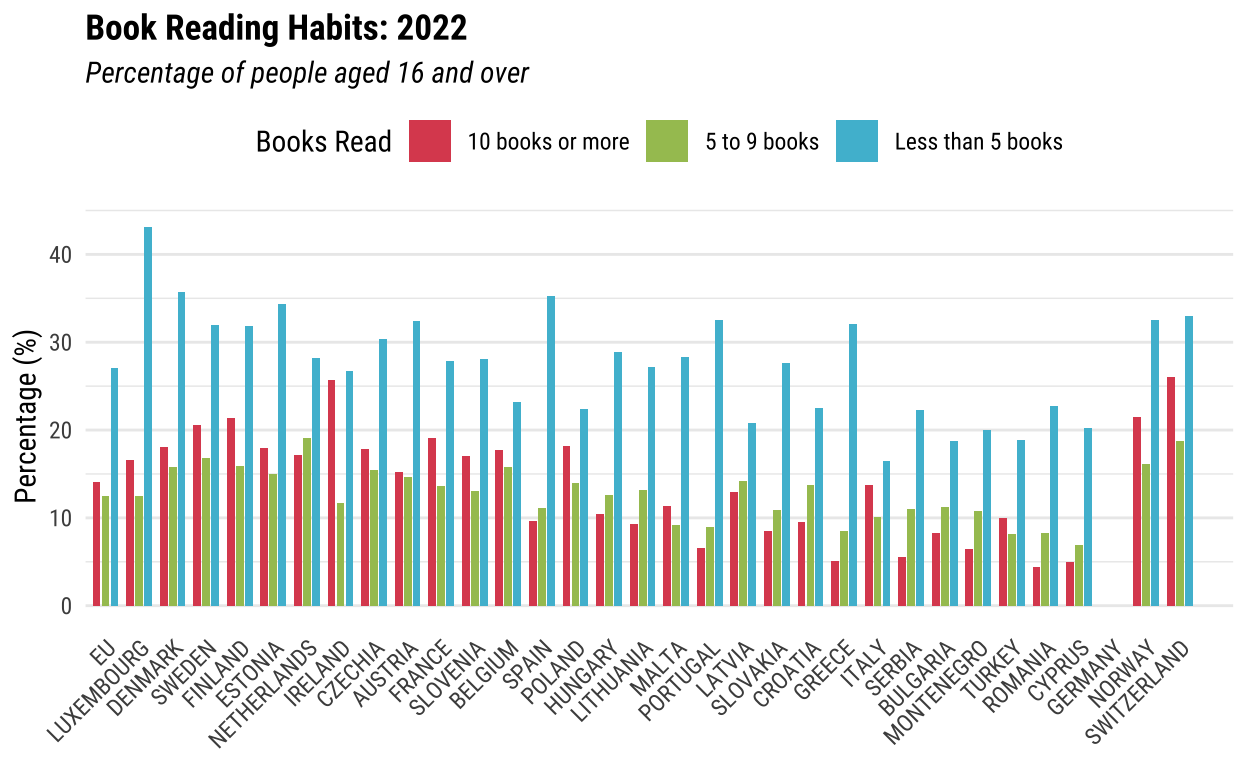 Book Reading Habits: 2022
Percentage of people aged 16 and over
Books Read 10 books or more 5 to 9 books Less than 5 books
Percentage (%)
40
30
20
10
0
EU
LUXEMBOURG
DENMARK
SWEDEN
FINLAND
ESTONIA
NETHERLANDS
IRELAND
CZECHIA
AUSTRIA
FRANCE
SLOVENIA
BELGIUM
SPAIN
POLAND
HUNGARY
LITHUANIA
MALTA
PORTUGAL
LATVIA
SLOVAKIA
CROATIA
GREECE
ITALY
SERBIA
BULGARIA
MONTENEGRO
TURKEY
ROMANIA
CYPRUS
GERMANY
NORWAY
SWITZERLAND